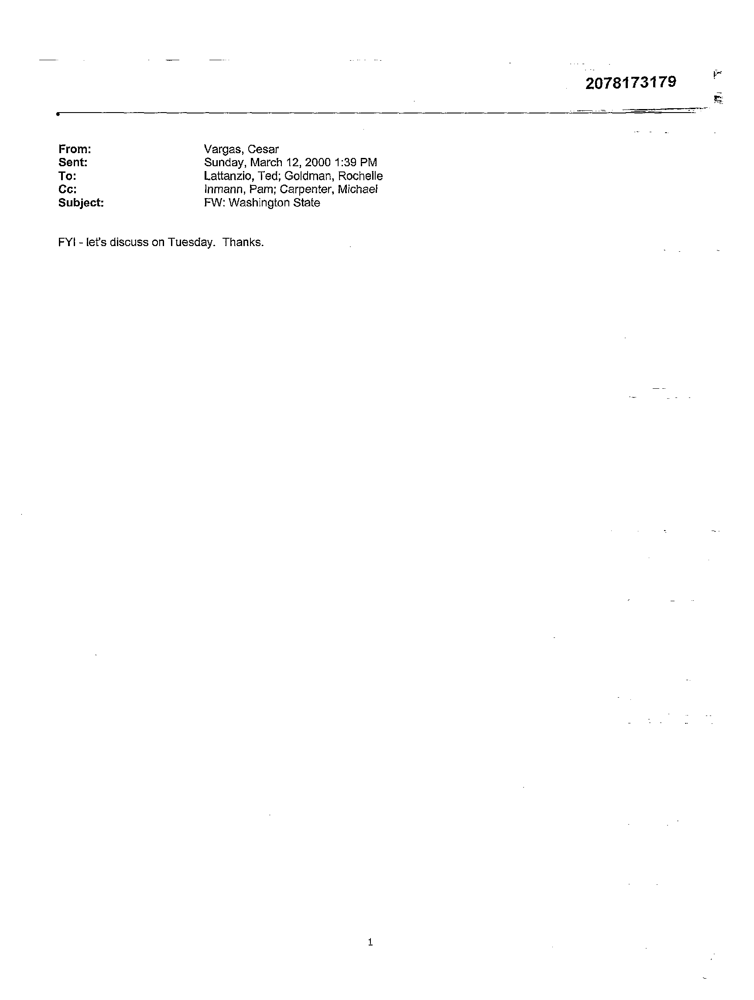 2078173179
From: Vargas, Cesar
Sent: Sunday, March 12, 2000 1:39 PM
To: Lattanzio, Ted; Goldman, Rochelle
Cc: Inmann, Pam; Carpenter, Michael
Subject: FW: Washington State
FYI - let's discuss on Tuesday. Thanks.
1